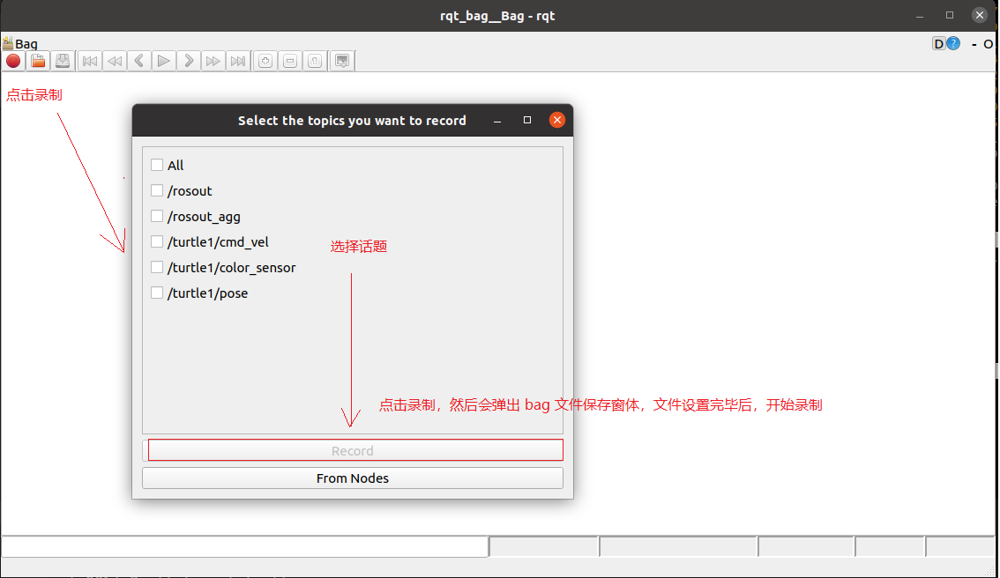 rqt_bag__Bag - rqt
Bag
D ? - O
点击录制
Select the topics you want to record
All
/rosout
/rosout_agg
/turtle1/cmd_vel
/turtle1/color_sensor
/turtle1/pose
选择话题
点击录制，然后会弹出 bag 文件保存窗体，文件设置完毕后，开始录制
Record
From Nodes